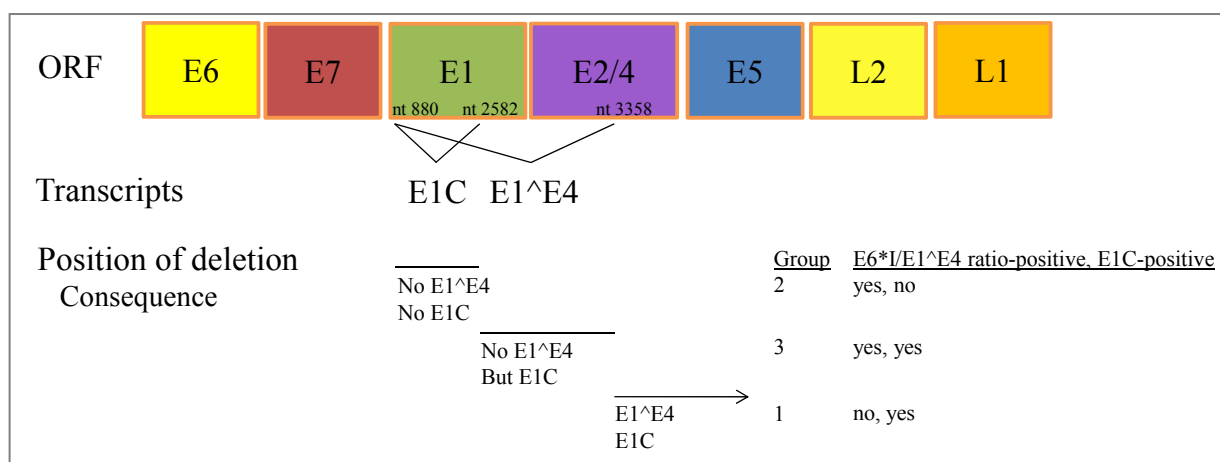 ORF E6 E7 E1 E2/4 E5 L2 L1
nt 880 nt 2582 nt 3358
Transcripts E1C E1^E4
Position of deletion
Consequence
Group E6*I/E1^E4 ratio-positive, E1C-positive
No E1^E4 2 yes, no
No E1C
No E1^E4 3 yes, yes
But E1C
E1^E4 1 no, yes
E1C